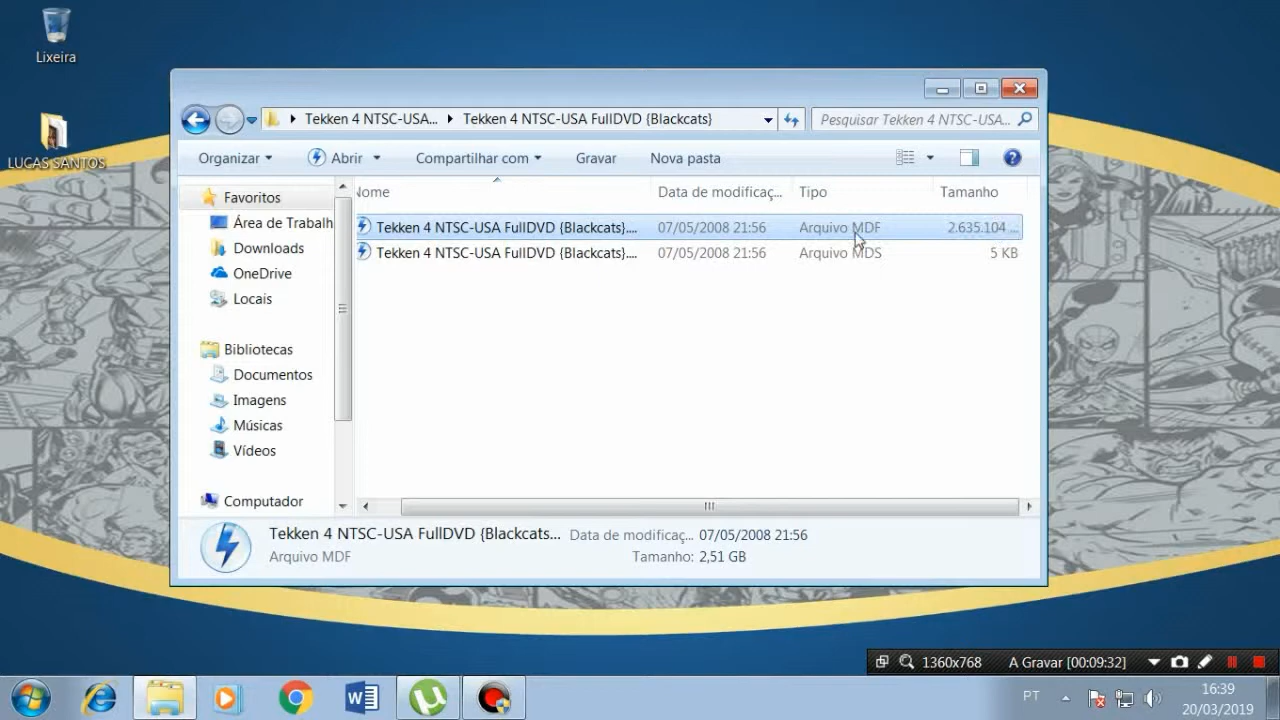 Lixeira
LUCAS SANTOS
Tekken 4 NTSC-USA... Tekken 4 NTSC-USA FullDVD {Blackcats}
Pesquisar Tekken 4 NTSC-USA...
Organizar Abrir Compartilhar com Gravar Nova pasta
Nome Data de modificaç... Tipo Tamanho
Tekken 4 NTSC-USA FullDVD {Blackcats}.... 07/05/2008 21:56 Arquivo MDF 2.635.104 ...
Tekken 4 NTSC-USA FullDVD {Blackcats}.... 07/05/2008 21:56 Arquivo MDS 5 KB
Favoritos
Área de Trabalh
Downloads
OneDrive
Locais
Bibliotecas
Documentos
Imagens
Músicas
Vídeos
Computador
Tekken 4 NTSC-USA FullDVD {Blackcats... Data de modificaç... 07/05/2008 21:56
Arquivo MDF Tamanho: 2,51 GB
1360x768 A Gravar [00:09:32]
PT 16:39
20/03/2019